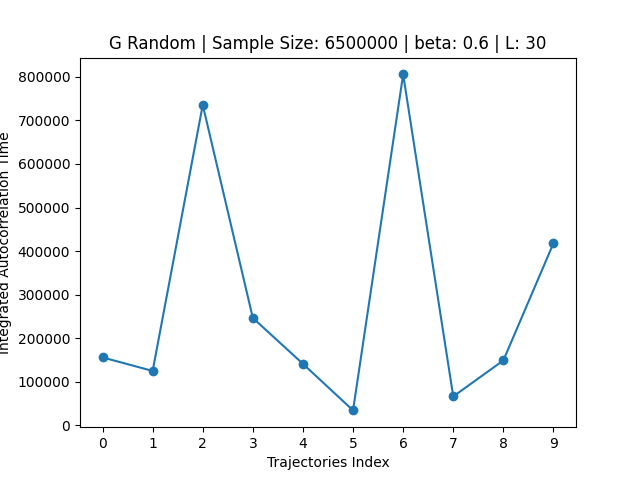 G Random | Sample Size: 6500000 | beta: 0.6 | L: 30
Integrated Autocorrelation Time
800000
700000
600000
500000
400000
300000
200000
100000
0
0 1 2 3 4 5 6 7 8 9
Trajectories Index